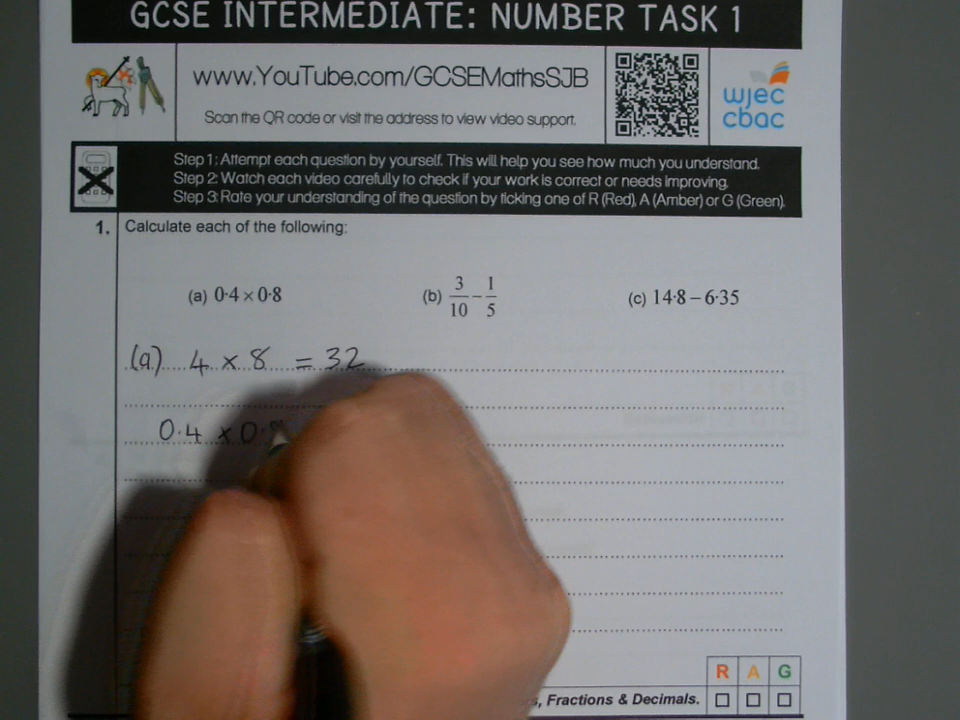 GCSE INTERMEDIATE: NUMBER TASK 1
www.YouTube.com/GCSEMathsSJB
Scan the QR code or visit the address to view video support.
wjec
cbac
Step 1: Attempt each question by yourself. This will help you see how much you understand.
Step 2: Watch each video carefully to check if your work is correct or needs improving.
Step 3: Rate your understanding of the question by ticking one of R (Red), A (Amber) or G (Green).
1. Calculate each of the following:
(a) 0·4 × 0·8 (b) 3/10 − 1/5 (c) 14·8 − 6·35
(a) 4 × 8 = 32
0·4 × 0·8
R A G
Fractions & Decimals.